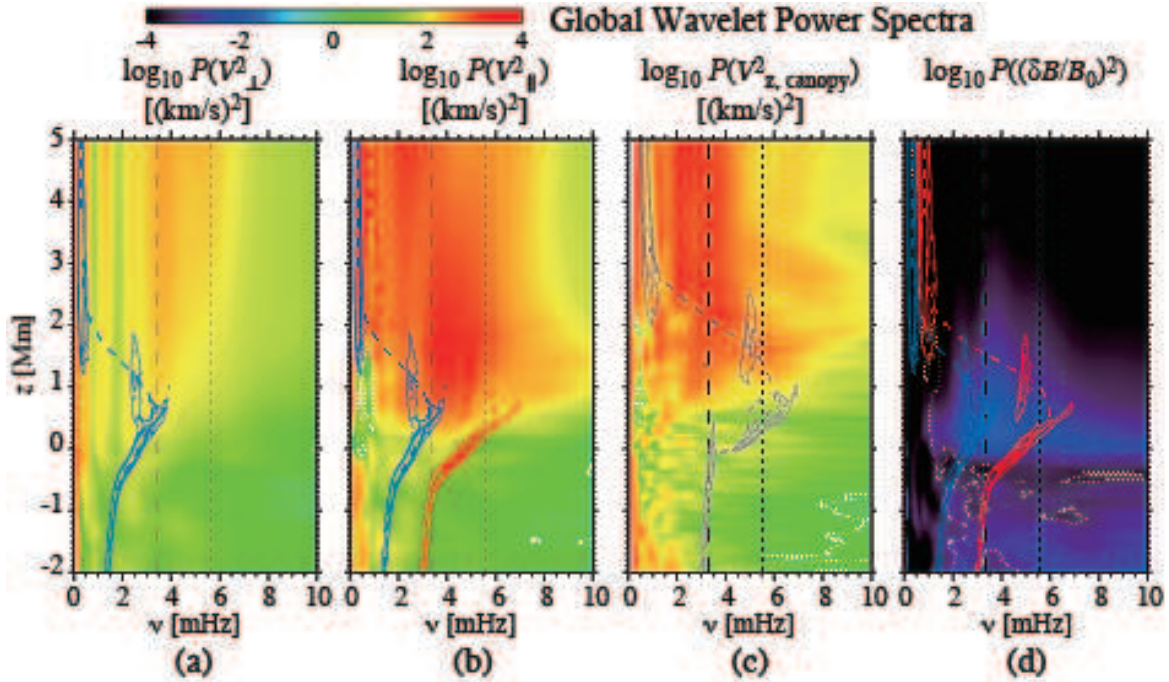 Global Wavelet Power Spectra
-4 -2 0 2 4
log₁₀ P(V²⊥)
[(km/s)²]
log₁₀ P(V²∥)
[(km/s)²]
log₁₀ P(V²z, canopy)
[(km/s)²]
log₁₀ P((δB/B₀)²)
z [Mm]
5
4
3
2
1
0
-1
-2
0 2 4 6 8 10
0 2 4 6 8 10
0 2 4 6 8 10
0 2 4 6 8 10
ν [mHz]
ν [mHz]
ν [mHz]
ν [mHz]
(a)
(b)
(c)
(d)